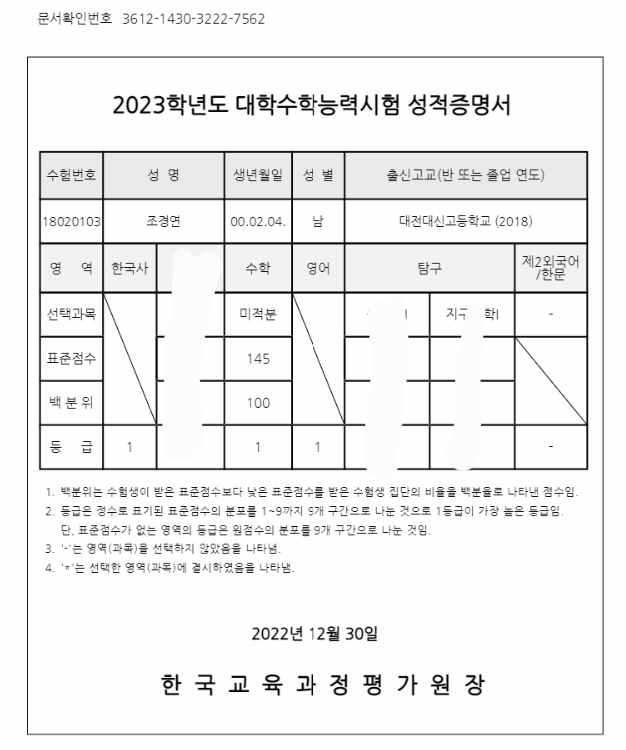 문서확인번호 3612-1430-3222-7562
2023학년도 대학수학능력시험 성적증명서
수험번호 성 명 생년월일 성 별 출신고교(반 또는 졸업 연도)
18020103 조경연 00.02.04. 남 대전대신고등학교 (2018)
영 역 한국사 수학 영어 탐구 제2외국어
/한문
선택과목 미적분 지구 학Ⅰ -
표준점수 145
백 분 위 100
등 급 1 1 1 -
1. 백분위는 수험생이 받은 표준점수보다 낮은 표준점수를 받은 수험생 집단의 비율을 백분율로 나타낸 점수임.
2. 등급은 정수로 표기된 표준점수의 분포를 1~9까지 9개 구간으로 나눈 것으로 1등급이 가장 높은 등급임.
단, 표준점수가 없는 영역의 등급은 원점수의 분포를 9개 구간으로 나눈 것임.
3. '-'는 영역(과목)을 선택하지 않았음을 나타냄.
4. '*'는 선택한 영역(과목)에 결시하였음을 나타냄.
2022년 12월 30일
한 국 교 육 과 정 평 가 원 장